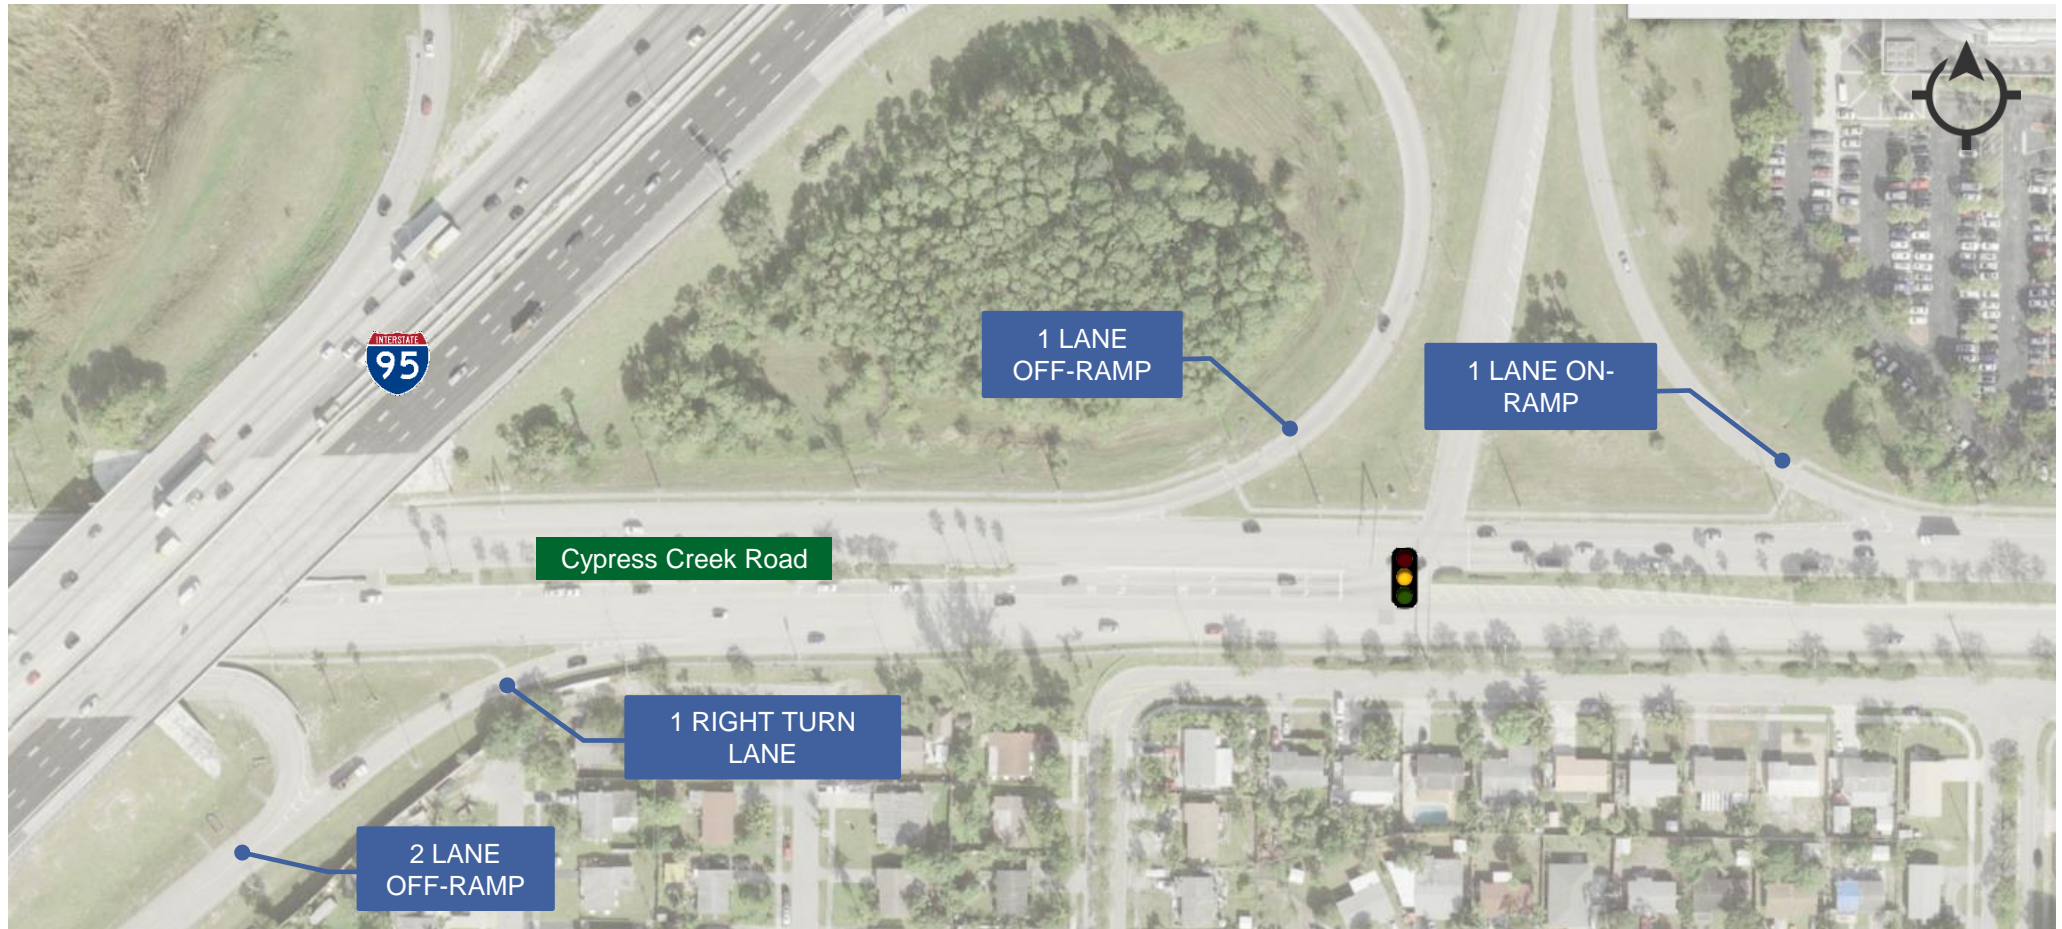 INTERSTATE
95
1 LANE
OFF-RAMP
1 LANE ON-
RAMP
Cypress Creek Road
1 RIGHT TURN
LANE
2 LANE
OFF-RAMP